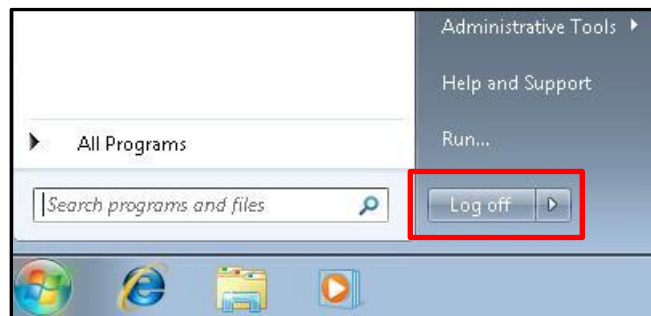 Administrative Tools
Help and Support
All Programs
Run...
Search programs and files
Log off